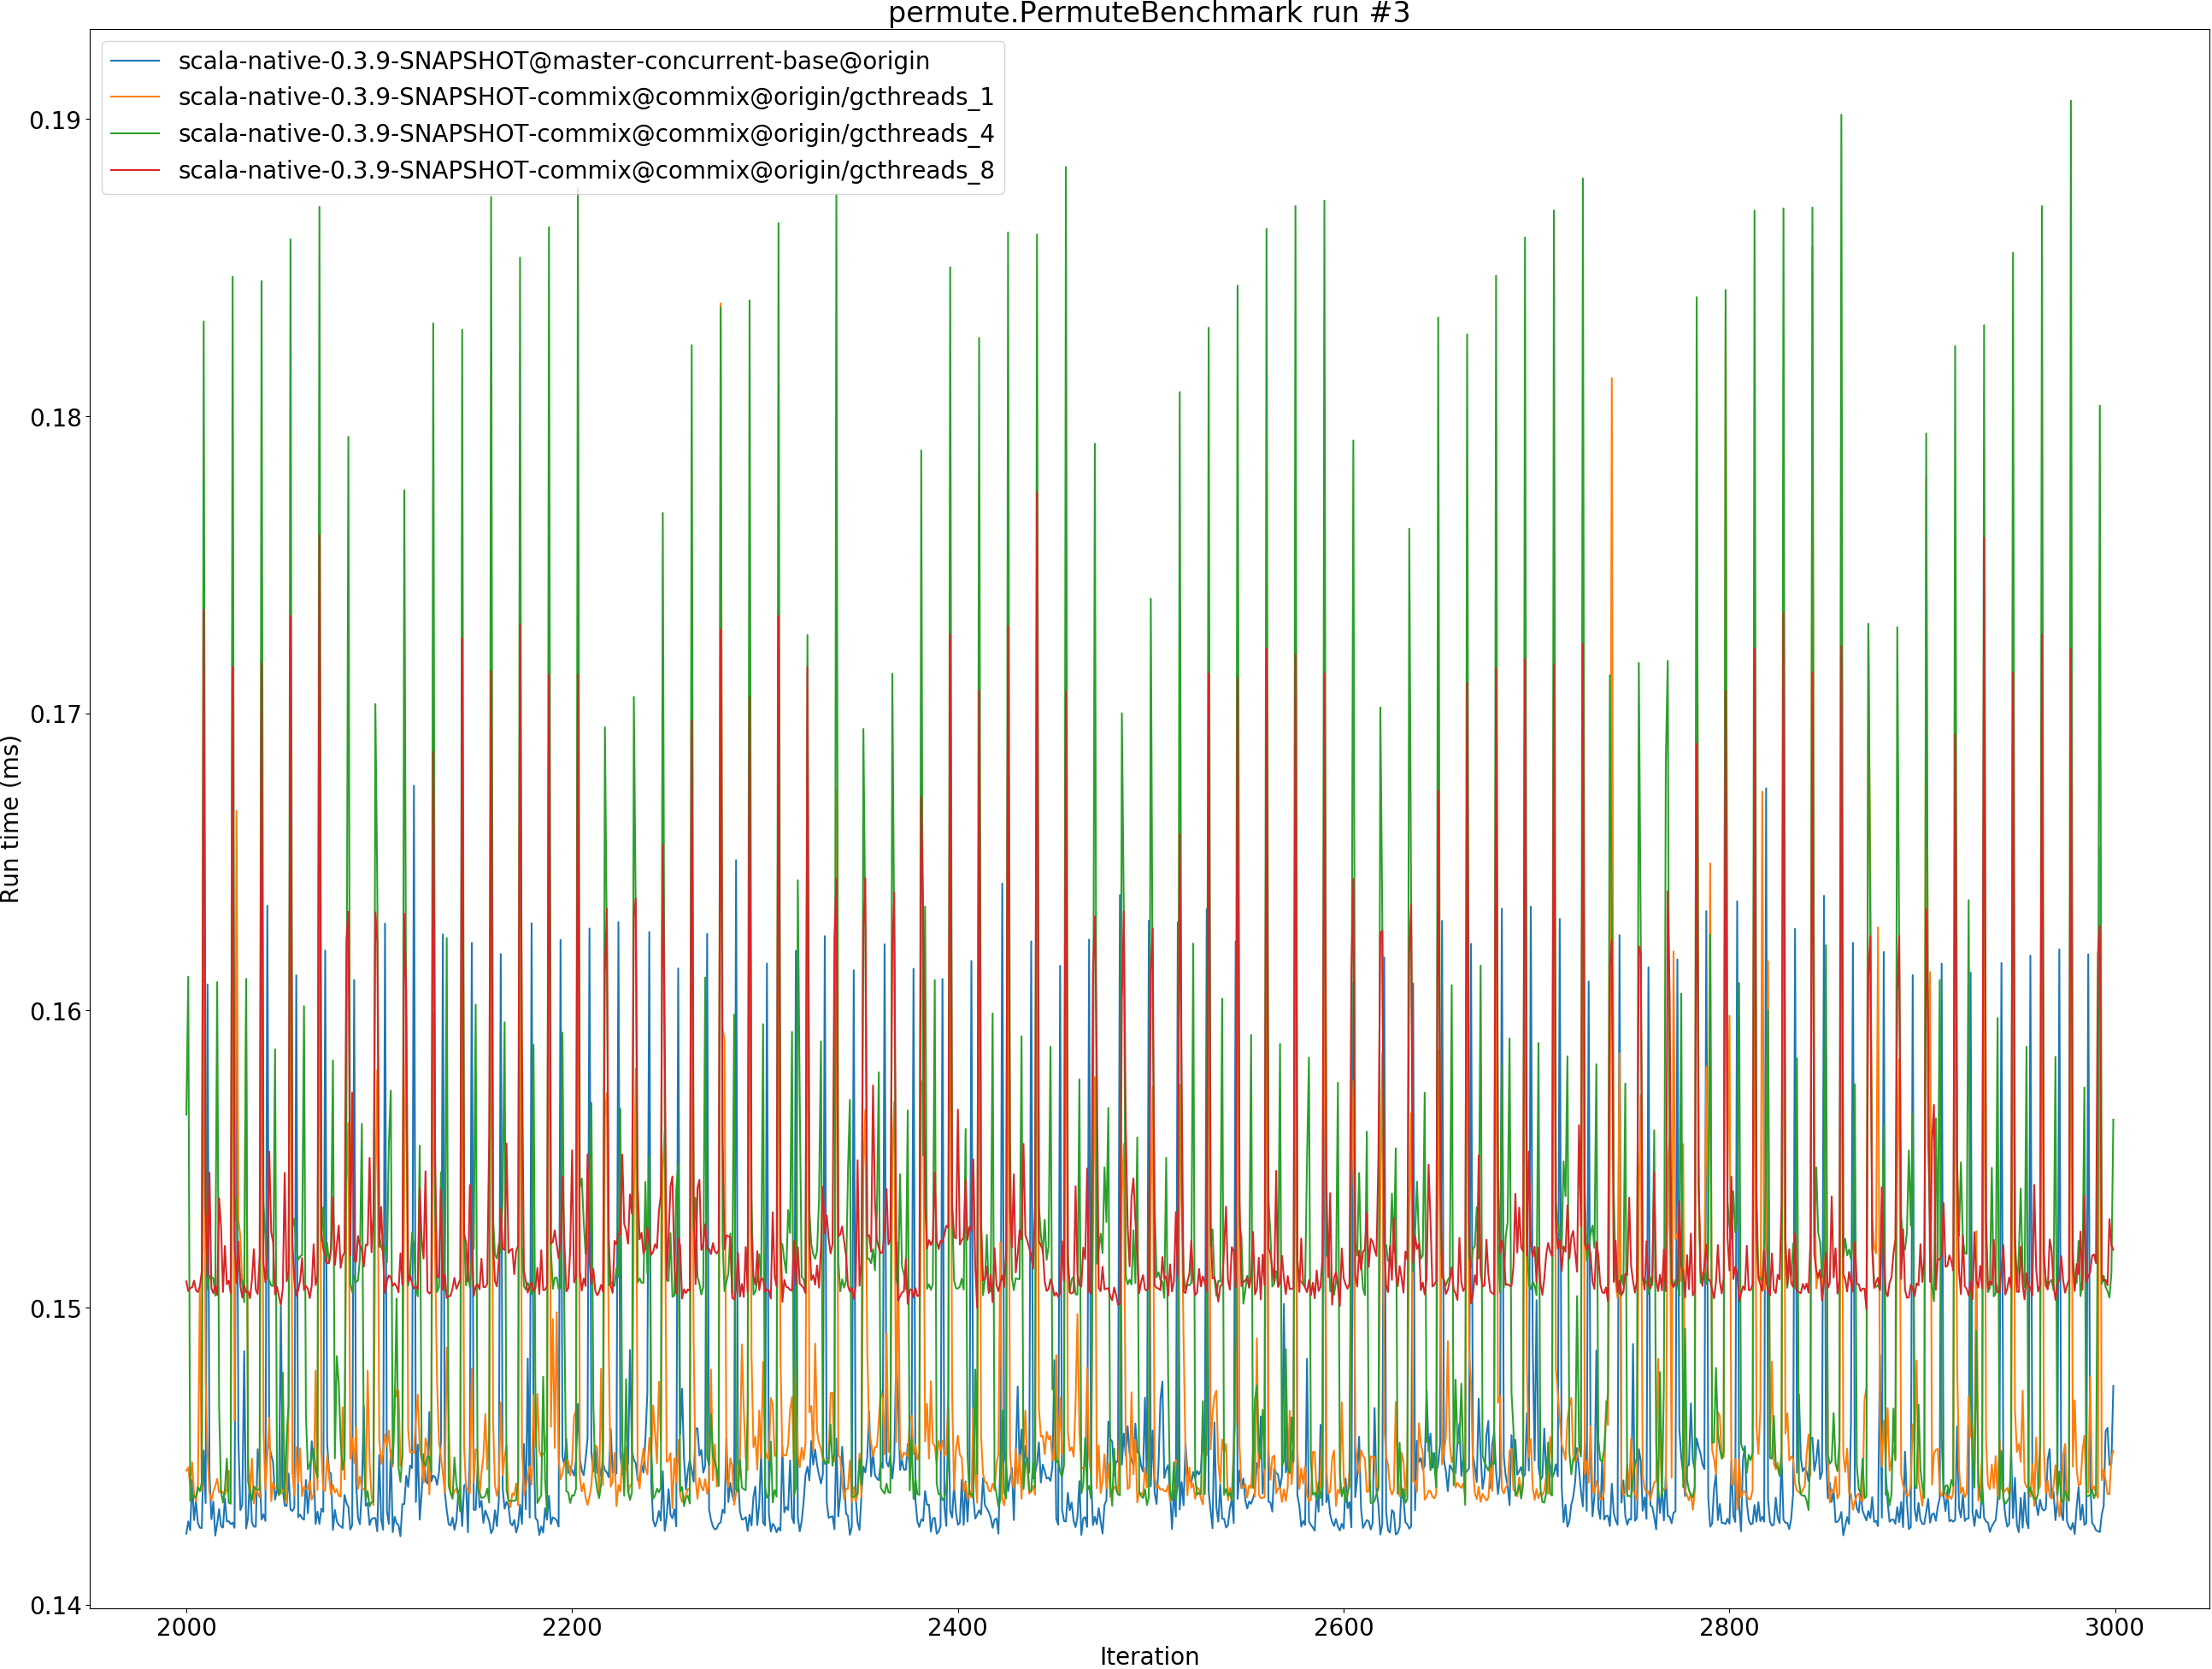 permute.PermuteBenchmark run #3
scala-native-0.3.9-SNAPSHOT@master-concurrent-base@origin
scala-native-0.3.9-SNAPSHOT-commix@commix@origin/gcthreads_1
scala-native-0.3.9-SNAPSHOT-commix@commix@origin/gcthreads_4
scala-native-0.3.9-SNAPSHOT-commix@commix@origin/gcthreads_8
Run time (ms)
0.19
0.18
0.17
0.16
0.15
0.14
2000 2200 2400 2600 2800 3000
Iteration